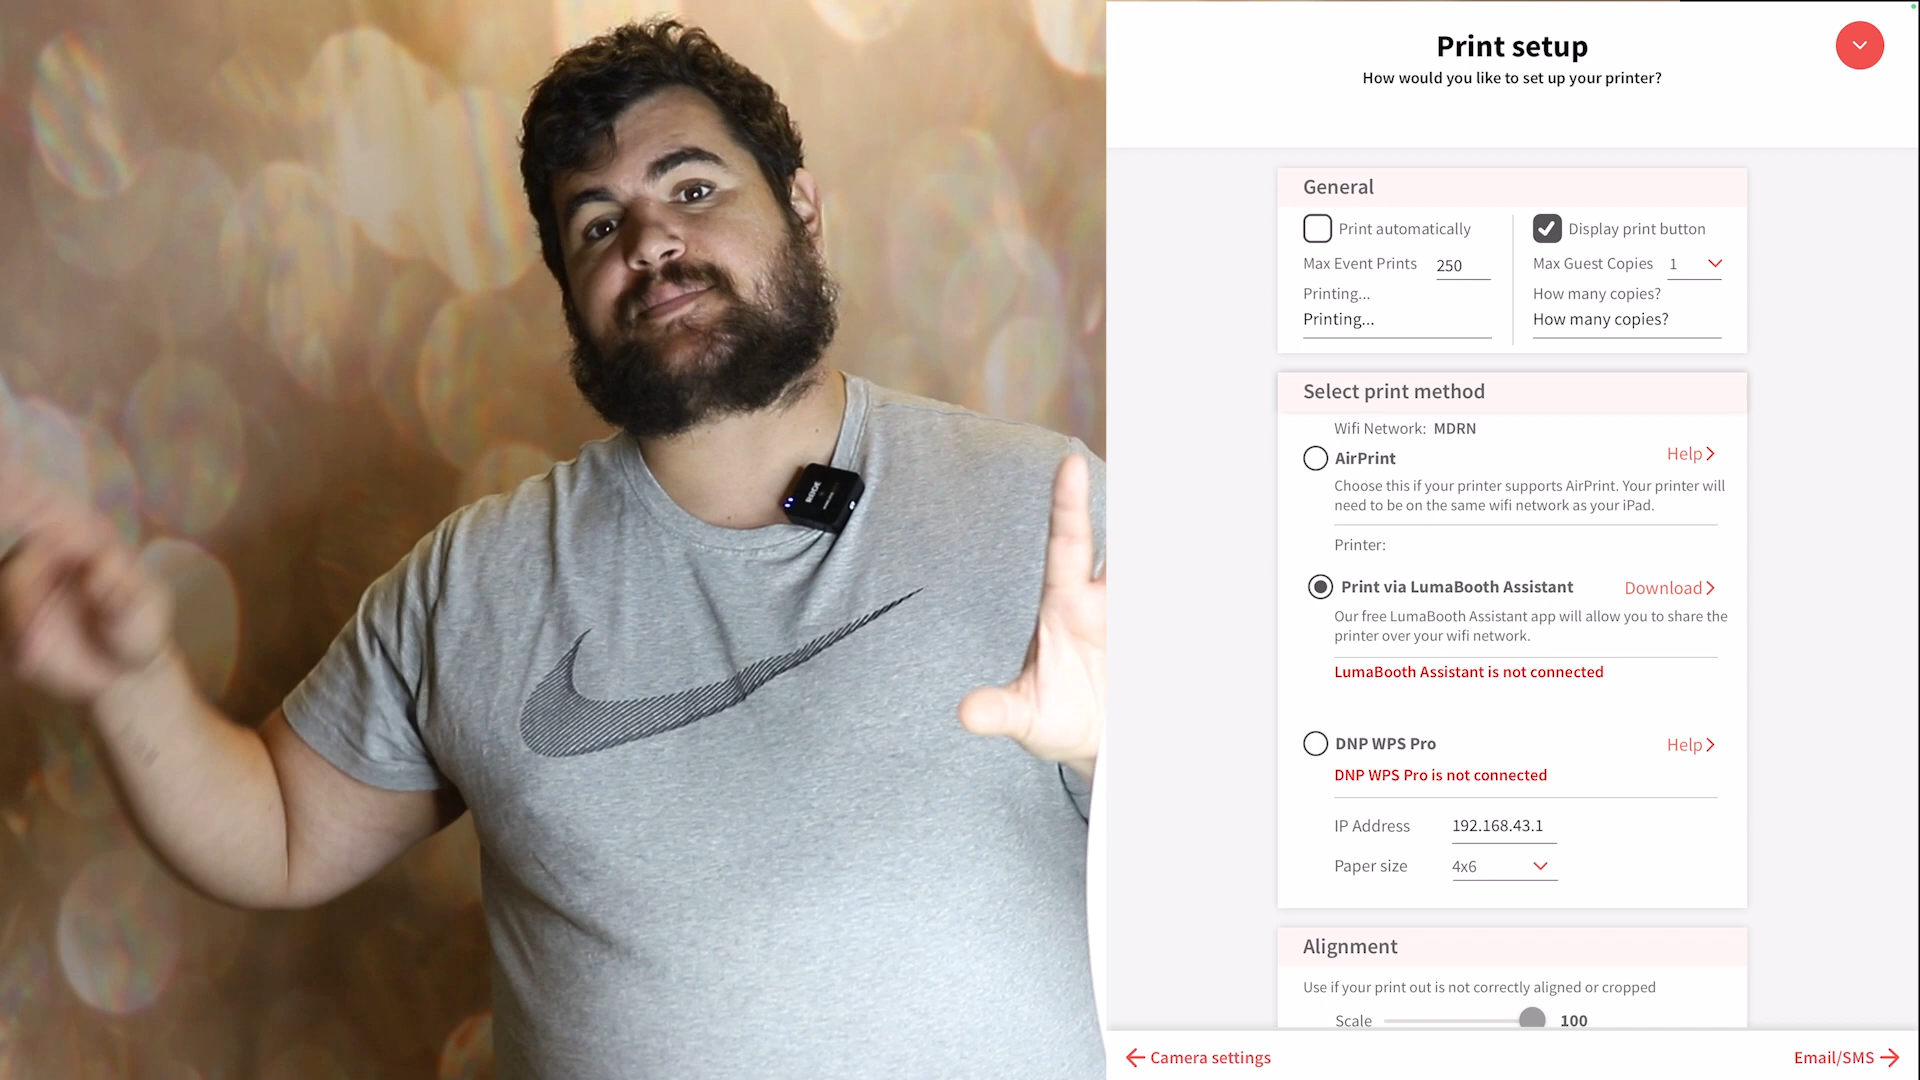 RØDE
Print setup
How would you like to set up your printer?
General
Print automatically
Max Event Prints 250
Printing...
Printing...
Display print button
Max Guest Copies 1
How many copies?
How many copies?
Select print method
Wifi Network: MDRN
AirPrint Help
Choose this if your printer supports AirPrint. Your printer will
need to be on the same wifi network as your iPad.
Printer:
Print via LumaBooth Assistant Download
Our free LumaBooth Assistant app will allow you to share the
printer over your wifi network.
LumaBooth Assistant is not connected
DNP WPS Pro Help
DNP WPS Pro is not connected
IP Address 192.168.43.1
Paper size 4x6
Alignment
Use if your print out is not correctly aligned or cropped
Scale 100
Camera settings
Email/SMS